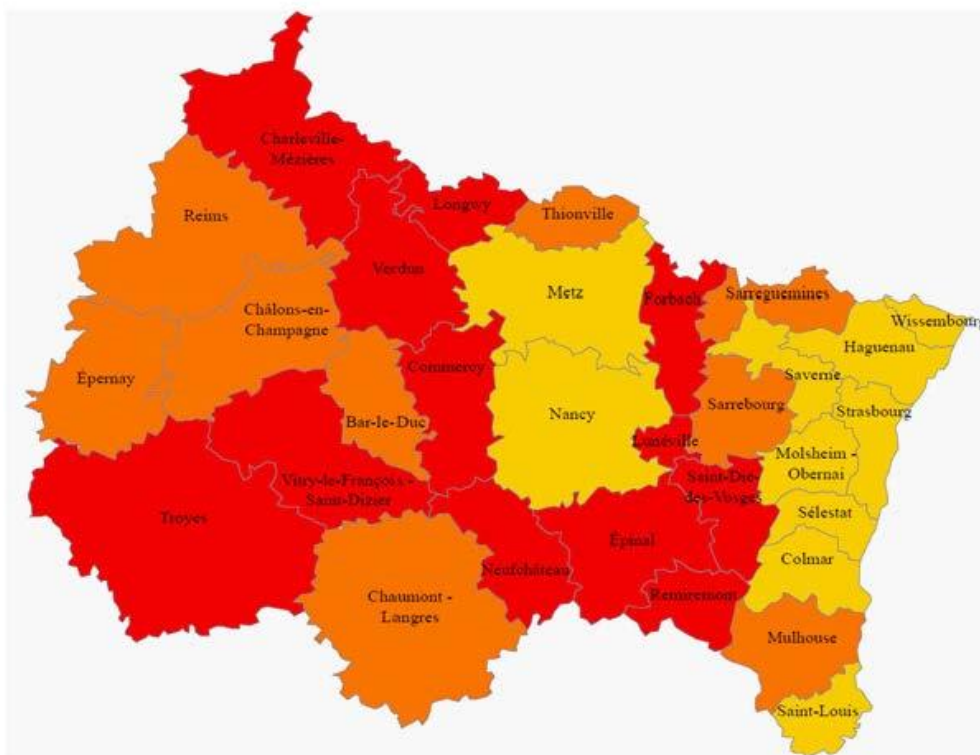 Charleville-
Mézières
Longwy
Thionville
Reims
Verdun
Metz
Forbach
Sarreguemines
Wissembourg
Châlons-en-
Champagne
Haguenau
Commercy
Saverne
Épernay
Nancy
Sarrebourg
Strasbourg
Bar-le-Duc
Lunéville
Molsheim -
Obernai
Vitry-le-François -
Saint-Dizier
Saint-Dié-
des-Vosges
Troyes
Sélestat
Épinal
Colmar
Neufchâteau
Chaumont -
Langres
Remiremont
Mulhouse
Saint-Louis